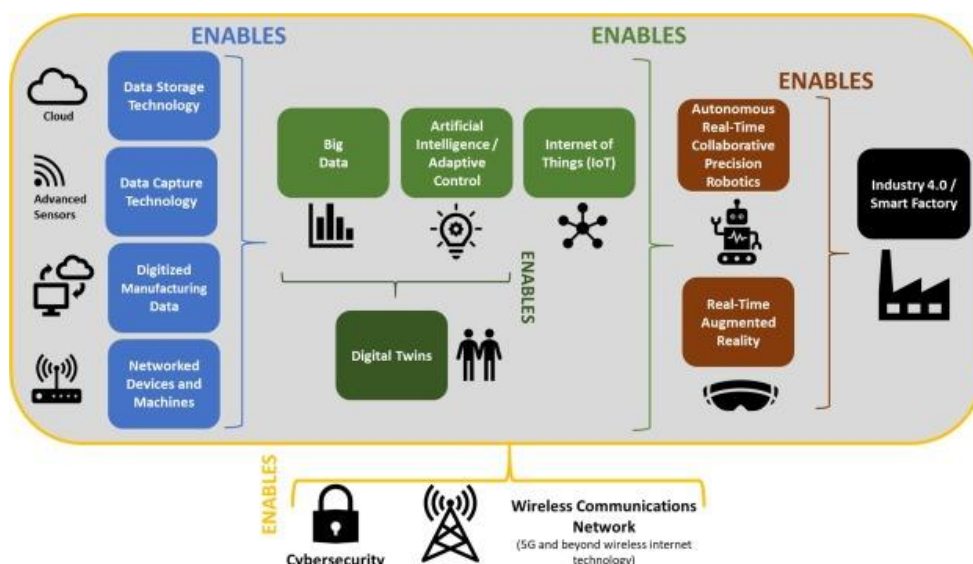 ENABLES
ENABLES
ENABLES
Cloud
Data Storage
Technology
Advanced
Sensors
Data Capture
Technology
Digitized
Manufacturing
Data
Networked
Devices and
Machines
Big
Data
Artificial
Intelligence /
Adaptive
Control
Internet of
Things (IoT)
ENABLES
Digital Twins
Autonomous
Real-Time
Collaborative
Precision
Robotics
Real-Time
Augmented
Reality
Industry 4.0 /
Smart Factory
ENABLES
Cybersecurity
Wireless Communications
Network
(5G and beyond wireless internet
technology)